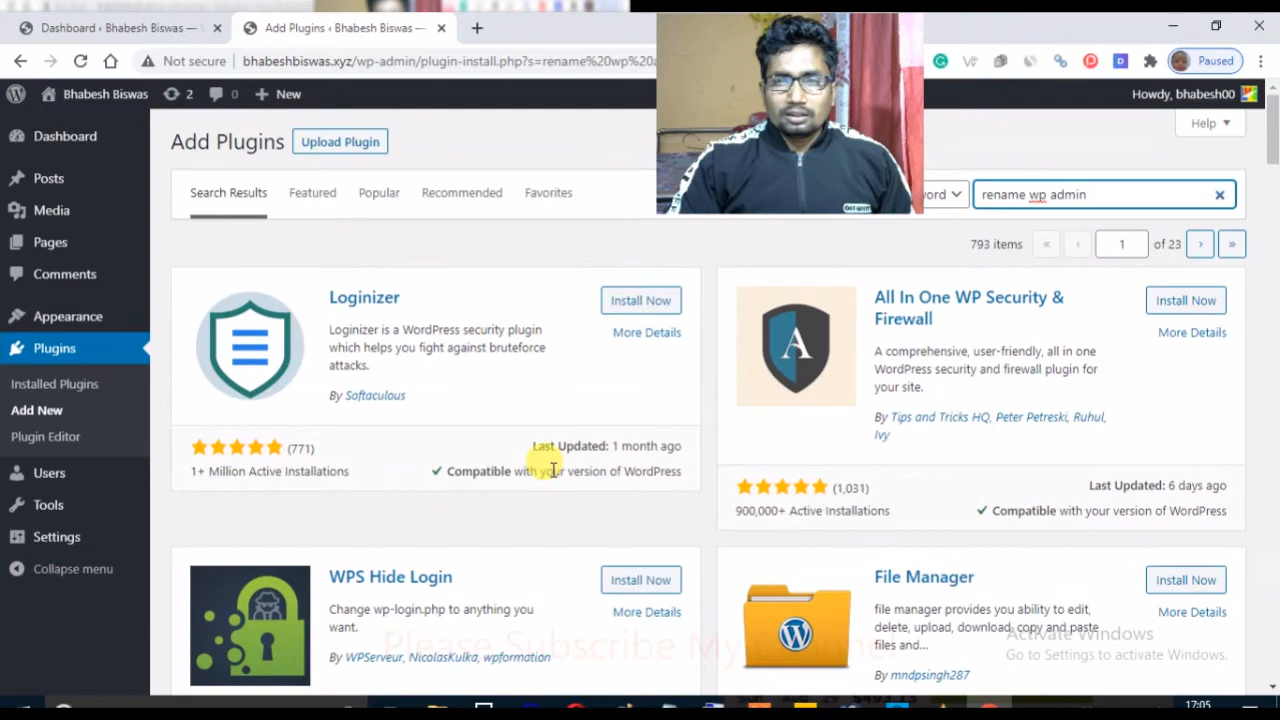 Dashboard ‹ Bhabesh Biswas —
Add Plugins ‹ Bhabesh Biswas —
Not secure
bhabeshbiswas.xyz/wp-admin/plugin-install.php?s=rename%20wp%20a
Paused
Bhabesh Biswas
2
0
New
Howdy, bhabesh00
Dashboard
Posts
Media
Pages
Comments
Appearance
Plugins
Installed Plugins
Add New
Plugin Editor
Users
Tools
Settings
Collapse menu
Add Plugins
Upload Plugin
Help
Search Results
Featured
Popular
Recommended
Favorites
rename wp admin
793 items
«
‹
1
of 23
›
»
Loginizer
Install Now
More Details
Loginizer is a WordPress security plugin
which helps you fight against bruteforce
attacks.
By Softaculous
(771)
Last Updated: 1 month ago
1+ Million Active Installations
Compatible with your version of WordPress
All In One WP Security &
Firewall
Install Now
More Details
A comprehensive, user-friendly, all in one
WordPress security and firewall plugin for
your site.
By Tips and Tricks HQ, Peter Petreski, Ruhul,
Ivy
A
(1,031)
Last Updated: 6 days ago
900,000+ Active Installations
Compatible with your version of WordPress
WPS Hide Login
Install Now
More Details
Change wp-login.php to anything you
want.
By WPServeur, NicolasKulka, wpformation
File Manager
Install Now
More Details
file manager provides you ability to edit,
delete, upload, download, copy and paste
files and...
By mndpsingh287
Please Subscribe My Channel
Activate Windows
Go to Settings to activate Windows.
17:05